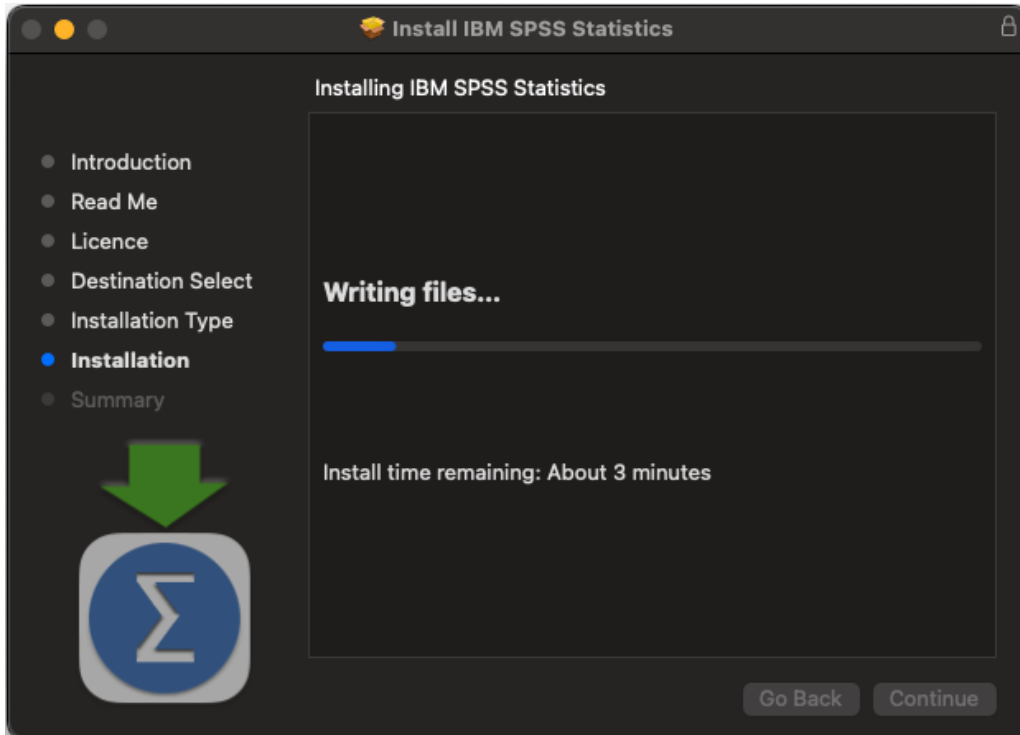 Install IBM SPSS Statistics
Installing IBM SPSS Statistics
Introduction
Read Me
Licence
Destination Select
Installation Type
Installation
Summary
Writing files...
Install time remaining: About 3 minutes
Σ
Go Back
Continue